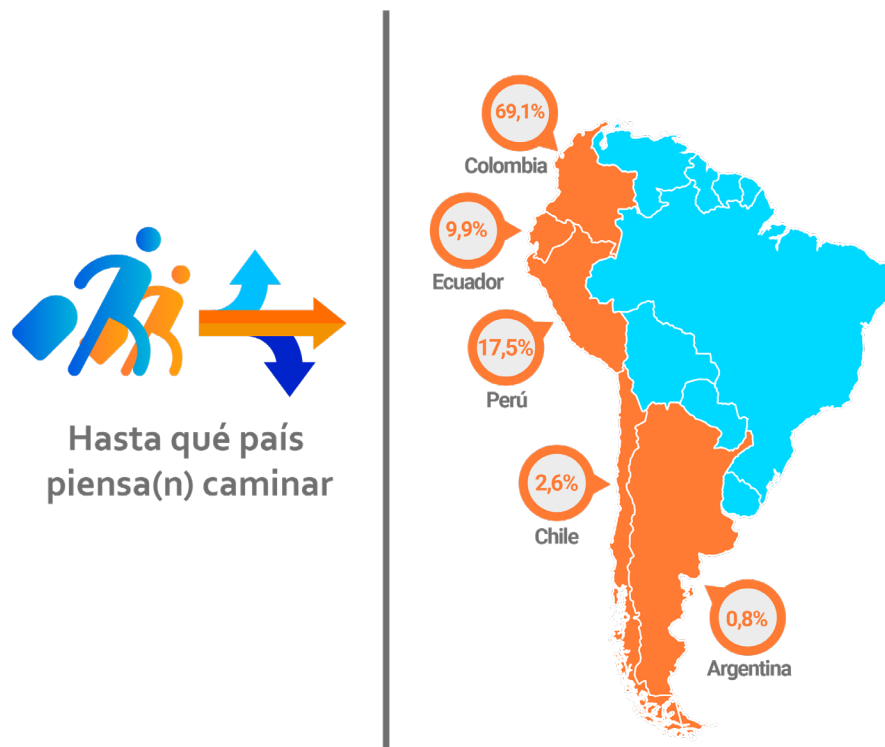 Hasta qué país
piensa(n) caminar
69,1%
Colombia
9,9%
Ecuador
17,5%
Perú
2,6%
Chile
0,8%
Argentina